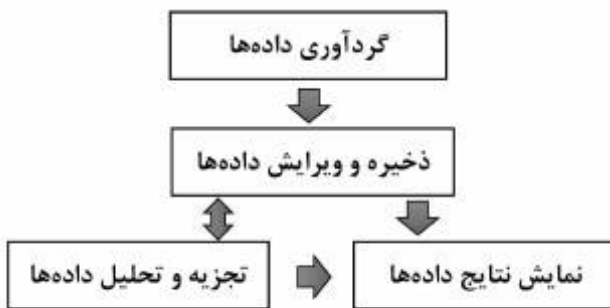 گردآوری داده‌ها
ذخیره و ویرایش داده‌ها
تجزیه و تحلیل داده‌ها
نمایش نتایج داده‌ها